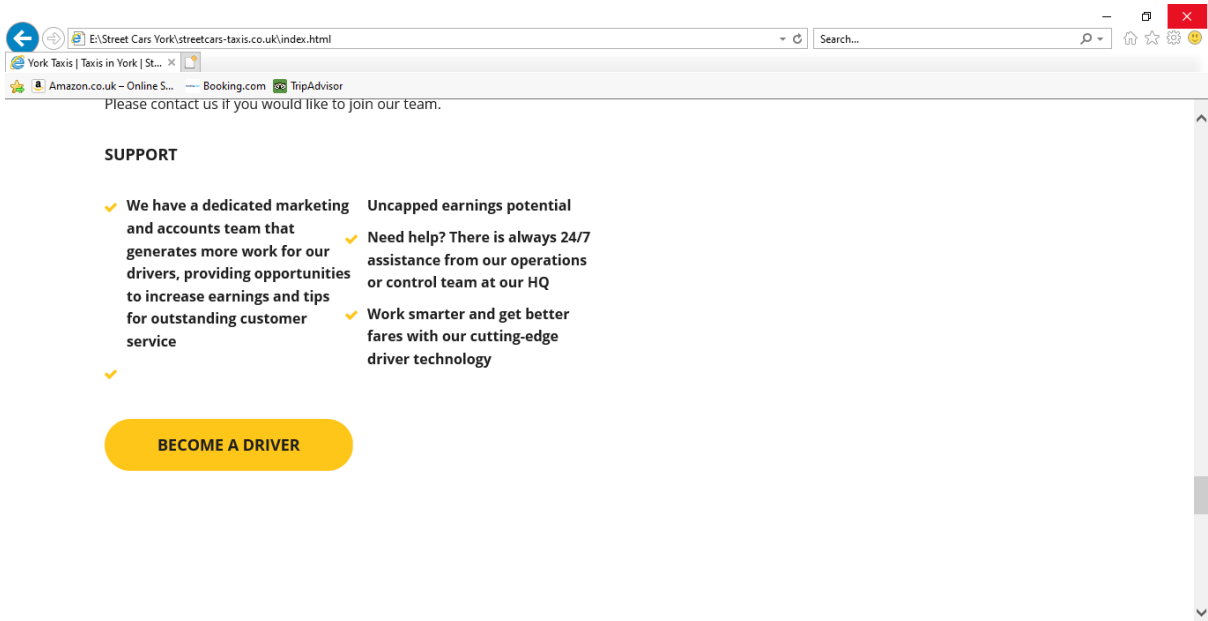 E:\Street Cars York\streetcars-taxis.co.uk\index.html
Search...
York Taxis | Taxis in York | St...
Amazon.co.uk – Online S...
Booking.com
TripAdvisor
Please contact us if you would like to join our team.
SUPPORT
We have a dedicated marketing
and accounts team that
generates more work for our
drivers, providing opportunities
to increase earnings and tips
for outstanding customer
service
Uncapped earnings potential
Need help? There is always 24/7
assistance from our operations
or control team at our HQ
Work smarter and get better
fares with our cutting-edge
driver technology
BECOME A DRIVER